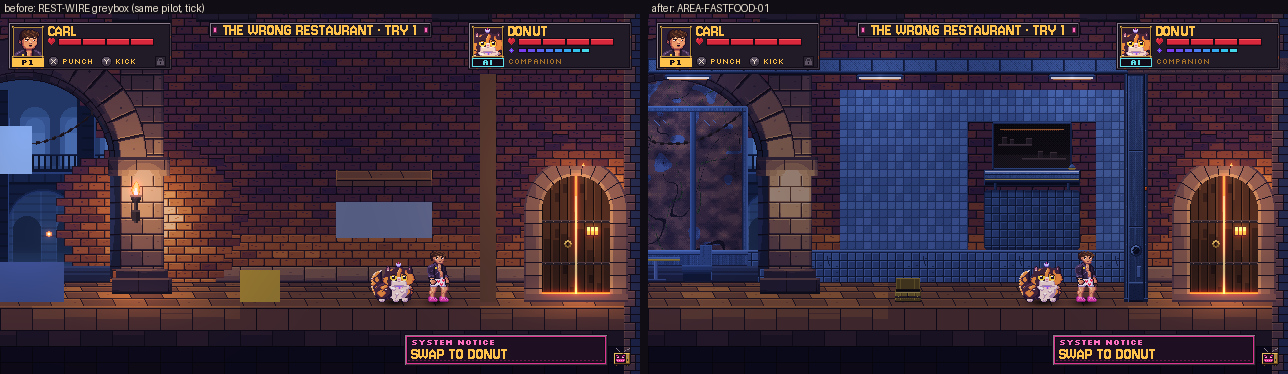 before: REST-WIRE greybox (same pilot, tick)
CARL
P1
X PUNCH Y KICK
THE WRONG RESTAURANT · TRY 1
DONUT
AI
COMPANION
SYSTEM NOTICE
SWAP TO DONUT
after: AREA-FASTFOOD-01
CARL
P1
X PUNCH Y KICK
THE WRONG RESTAURANT · TRY 1
DONUT
AI
COMPANION
SYSTEM NOTICE
SWAP TO DONUT